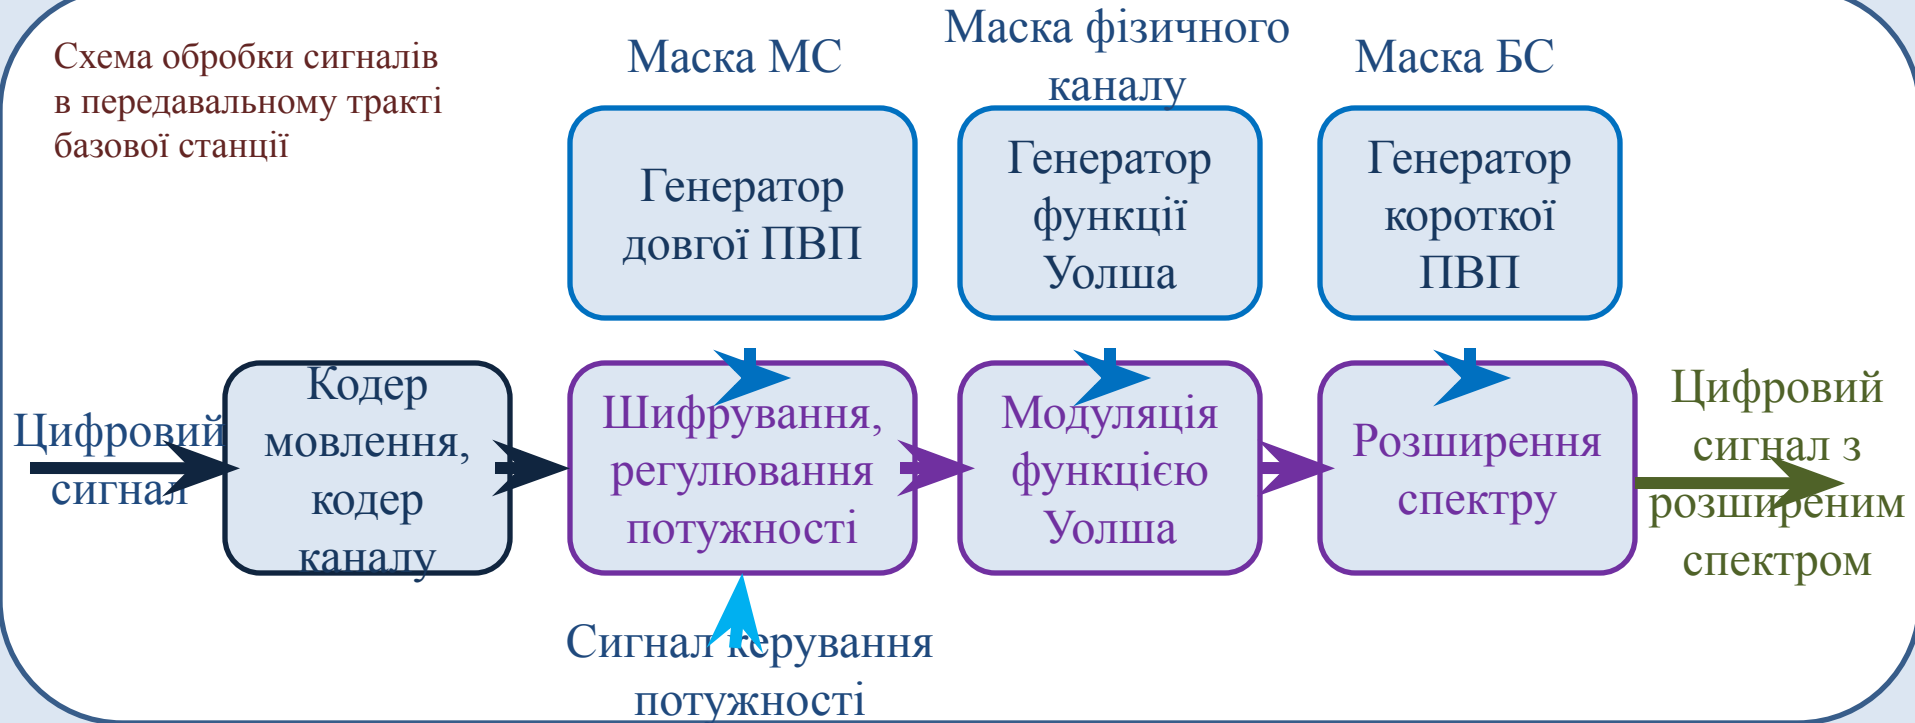 Схема обробки сигналів
в передавальному тракті
базової станції
Маска МС
Маска фізичного
каналу
Маска БС
Генератор
довгої ПВП
Генератор
функції
Уолша
Генератор
короткої
ПВП
Цифровий
сигнал
Кодер
мовлення,
кодер
каналу
Шифрування,
регулювання
потужності
Модуляція
функцією
Уолша
Розширення
спектру
Цифровий
сигнал з
розширеним
спектром
Сигнал керування
потужності